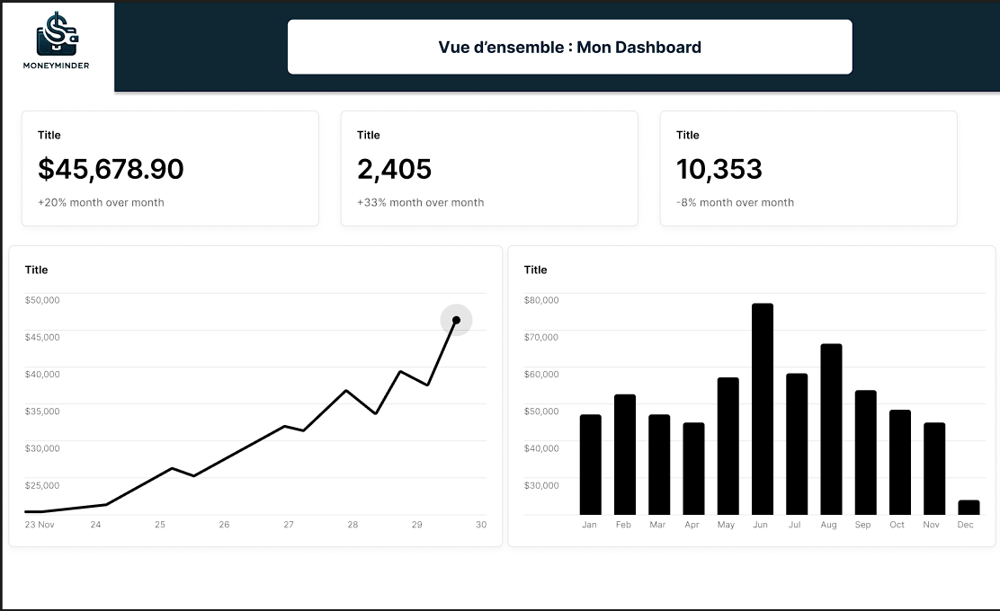 MONEYMINDER
Vue d’ensemble : Mon Dashboard
Title
$45,678.90
+20% month over month
Title
2,405
+33% month over month
Title
10,353
-8% month over month
Title
$50,000
$45,000
$40,000
$35,000
$30,000
$25,000
23 Nov 24 25 26 27 28 29 30
Title
$80,000
$70,000
$60,000
$50,000
$40,000
$30,000
Jan Feb Mar Apr May Jun Jul Aug Sep Oct Nov Dec